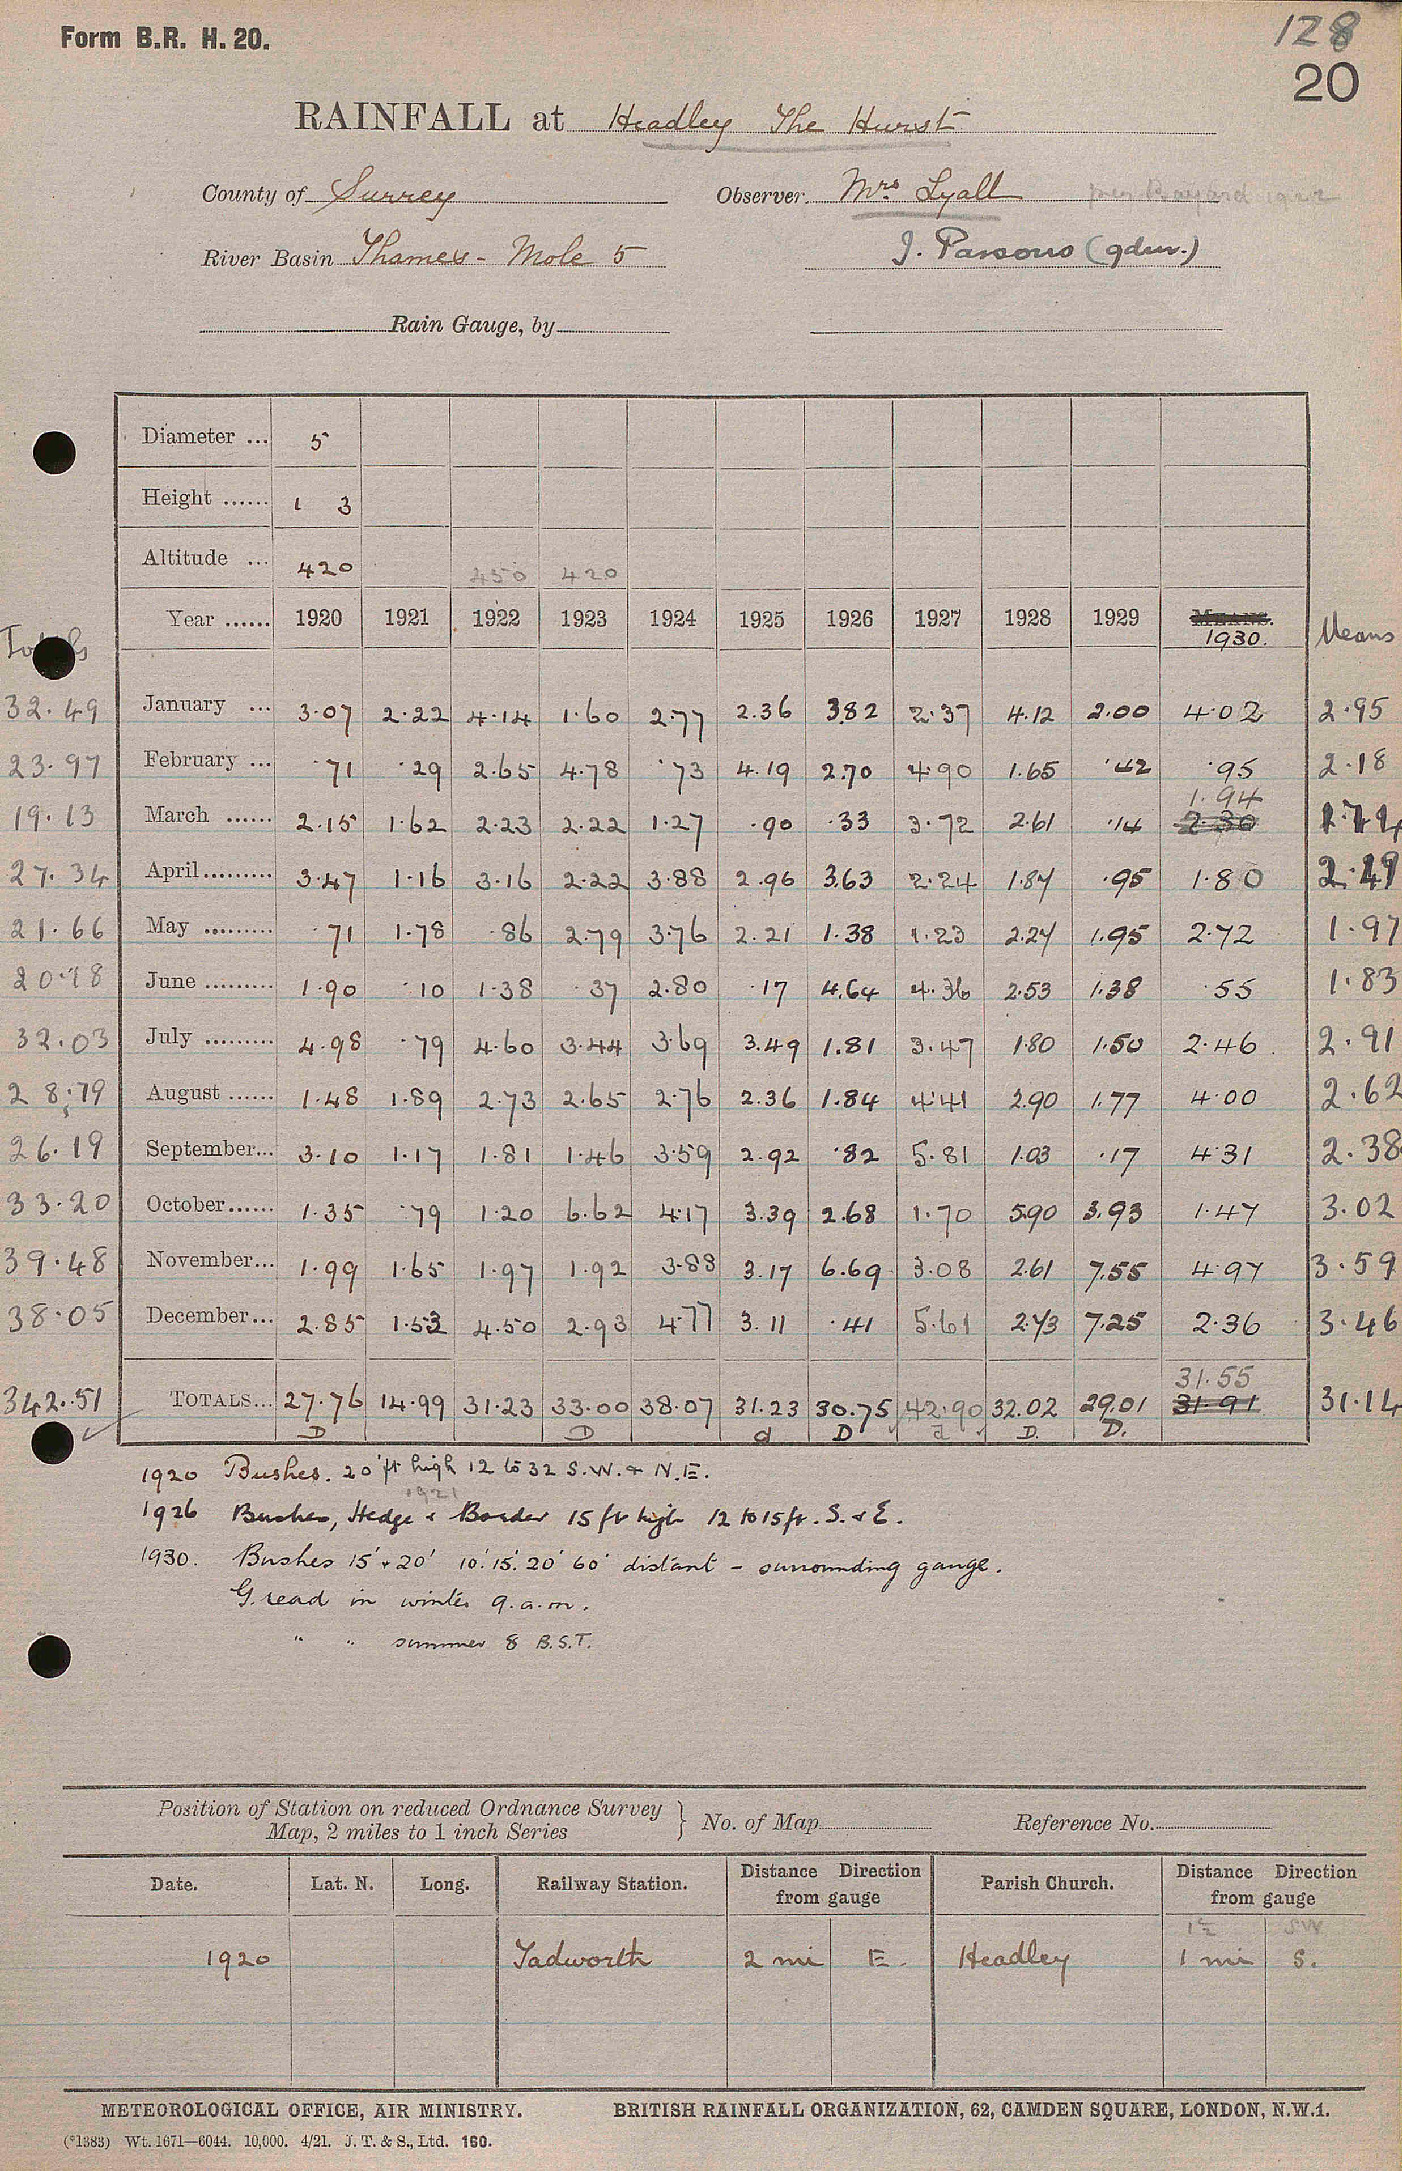 Form B.R. H. 20.
128
20
RAINFALL at Headley The Hurst
County of Surrey Observer Mrs Lyall per Bayard 1922
River Basin Thames - Mole 5 J. Parsons (gdnr.)
Rain Gauge, by
Diameter ... 5
Height ...... 1 3
Altitude ... 420 450 420
Totals Year ...... 1920 1921 1922 1923 1924 1925 1926 1927 1928 1929 MEANS. 1930. Means
32.49 January ... 3.07 2.22 4.14 1.60 2.77 2.36 3.82 2.37 4.12 2.00 4.02 2.95
23.97 February ... .71 .29 2.65 4.78 .73 4.19 2.70 4.90 1.65 .42 .95 2.18
1.94
19.13 March ...... 2.15 1.62 2.23 2.22 1.27 .90 .33 3.72 2.61 .14 2.30 1.74
27.34 April ......... 3.47 1.16 3.16 2.22 3.88 2.96 3.63 2.24 1.87 .95 1.80 2.49
21.66 May ......... .71 1.78 .86 2.79 3.76 2.21 1.38 1.23 2.27 1.95 2.72 1.97
20.18 June ......... 1.90 .10 1.38 .37 2.80 .17 4.64 4.36 2.53 1.38 .55 1.83
32.03 July ......... 4.98 .79 4.60 3.44 3.69 3.49 1.81 3.47 1.80 1.50 2.46 2.91
28.79 August ...... 1.48 1.89 2.73 2.65 2.76 2.36 1.84 4.41 2.90 1.77 4.00 2.62
26.19 September... 3.10 1.17 1.81 1.46 3.59 2.92 .82 5.81 1.03 .17 4.31 2.38
33.20 October...... 1.35 .79 1.20 6.62 4.17 3.39 2.68 1.70 5.90 3.93 1.47 3.02
39.48 November... 1.99 1.65 1.97 1.92 3.88 3.17 6.69 3.08 2.61 7.55 4.97 3.59
38.05 December... 2.85 1.53 4.50 2.93 4.77 3.11 .41 5.61 2.73 7.25 2.36 3.46
31.55
342.51 TOTALS... 27.76 14.99 31.23 33.00 38.07 31.23 30.75 42.90 32.02 29.01 31.91 31.14
D D d D d D. D.
1920 Bushes. 20 ft high 12 to 32 S.W. & N.E.
1921
1926 Bushes, Hedge & Border 15 ft high 12 to 15 ft. S. & E.
1930. Bushes 15' & 20' 10' 15' 20' 60' distant - surrounding gauge.
G. read in winter 9. a.m.
" " summer 8 B.S.T.
Position of Station on reduced Ordnance Survey
Map, 2 miles to 1 inch Series } No. of Map Reference No.
Date. Lat. N. Long. Railway Station. Distance Direction from gauge Parish Church. Distance Direction from gauge
1½ SW
1920 Tadworth 2 mi E. Headley 1 mi S.
METEOROLOGICAL OFFICE, AIR MINISTRY. BRITISH RAINFALL ORGANIZATION, 62, CAMDEN SQUARE, LONDON, N.W.1.
(*1383) Wt. 1671—6044. 10,000. 4/21. J. T. & S., Ltd. 160.